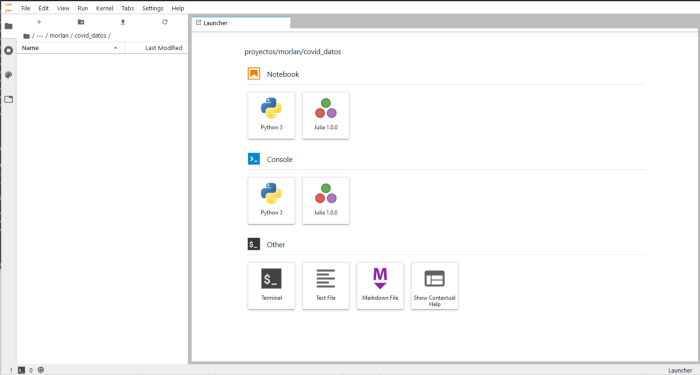 File Edit View Run Kernel Tabs Settings Help
/ ··· / morlan / covid_datos /
Name Last Modified
Launcher
proyectos/morlan/covid_datos
Notebook
Python 3 Julia 1.0.0
Console
Python 3 Julia 1.0.0
$_ Other
$_
Terminal Text File Markdown File Show Contextual
Help
1 $_ 0 Launcher